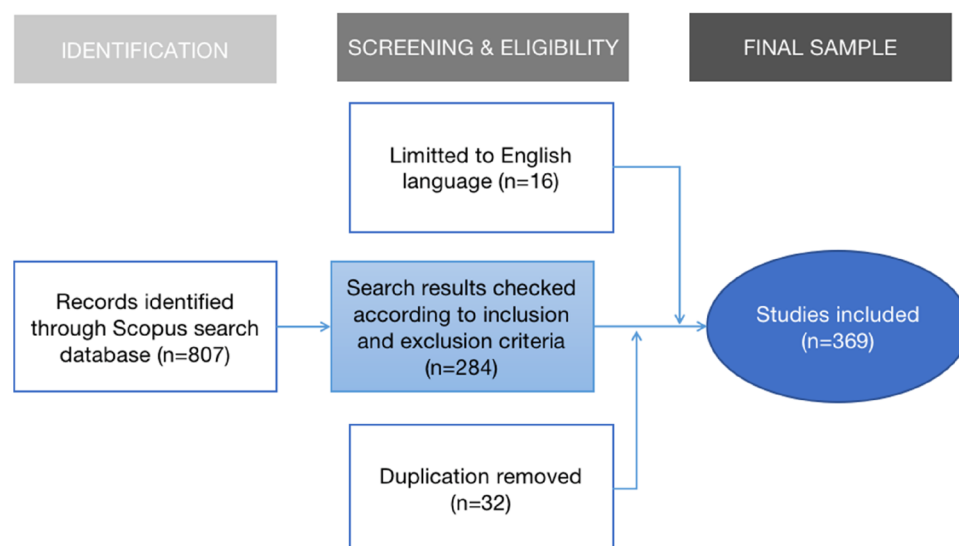 IDENTIFICATION
SCREENING & ELIGIBILITY
FINAL SAMPLE
Limitted to English
language (n=16)
Records identified
through Scopus search
database (n=807)
Search results checked
according to inclusion
and exclusion criteria
(n=284)
Studies included
(n=369)
Duplication removed
(n=32)